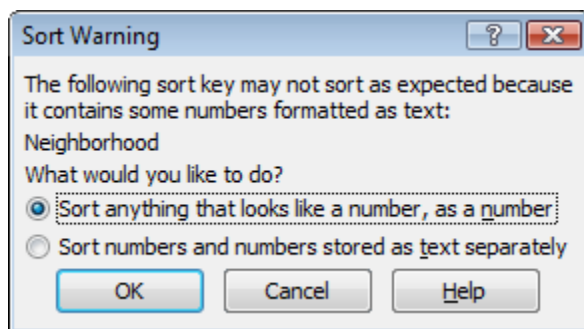 Sort Warning
The following sort key may not sort as expected because
it contains some numbers formatted as text:
Neighborhood
What would you like to do?
Sort anything that looks like a number, as a number
Sort numbers and numbers stored as text separately
OK Cancel Help